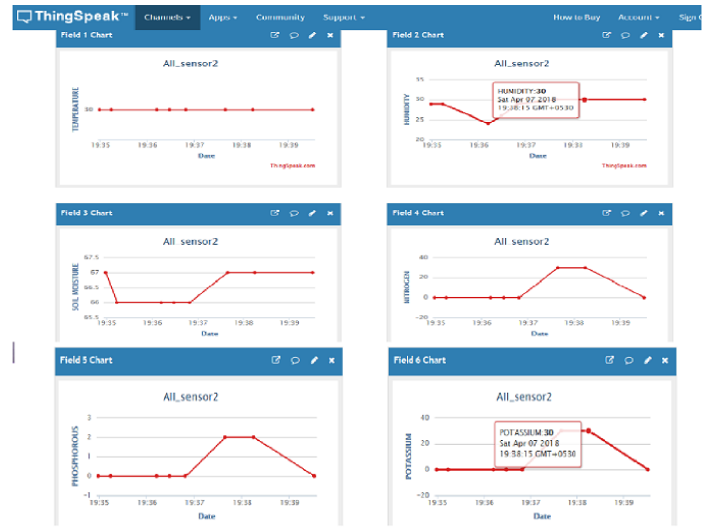 ThingSpeak™ Channels Apps Community Support How to Buy Account Sign
Field 1 Chart
All_sensor2
TEMPERATURE
30
19:35 19:36 19:37 19:38 19:39
Date
ThingSpeak.com
Field 2 Chart
All_sensor2
HUMIDITY
35
30
25
20
HUMIDITY:30
Sat Apr 07 2018
19:38:15 GMT+0530
19:35 19:36 19:37 19:38 19:39
Date
ThingSpeak.com
Field 3 Chart
All_sensor2
SOIL MOISTURE
67.5
67
66.5
66
65.5
19:35 19:36 19:37 19:38 19:39
Date
Field 4 Chart
All_sensor2
NITROGEN
40
20
0
-20
19:35 19:36 19:37 19:38 19:39
Date
Field 5 Chart
All_sensor2
PHOSPHOROUS
3
2
1
0
-1
19:35 19:36 19:37 19:38 19:39
Date
Field 6 Chart
All_sensor2
POTASSIUM
40
20
0
-20
POTASSIUM:30
Sat Apr 07 2018
19:38:15 GMT+0530
19:35 19:36 19:37 19:38 19:39
Date